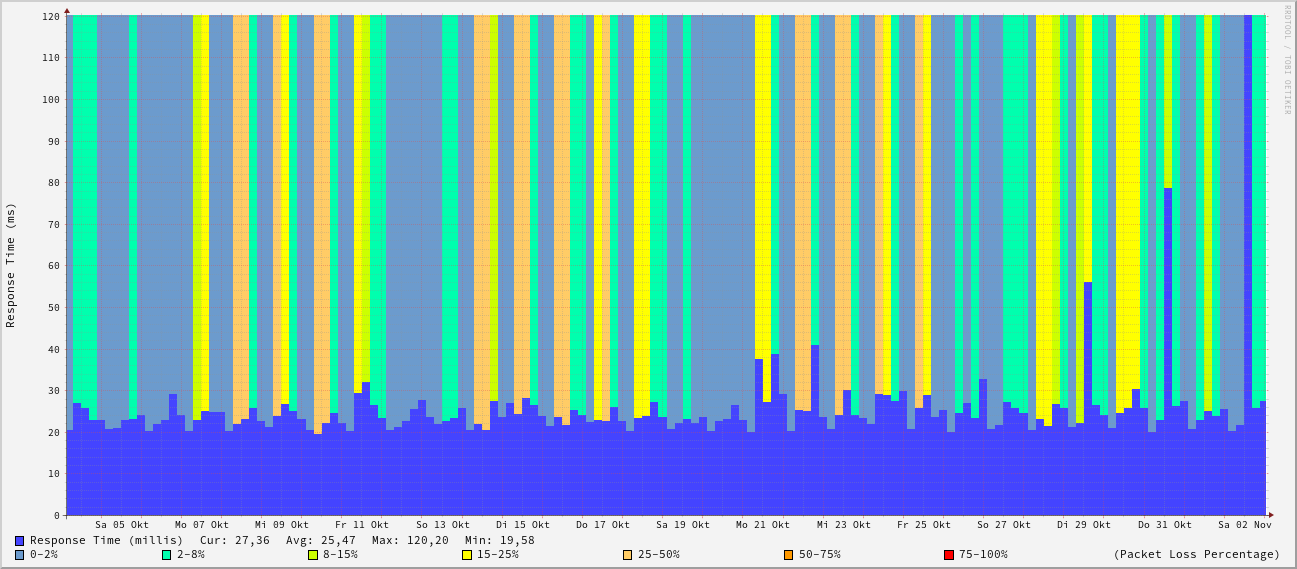 RRDTOOL / TOBI OETIKER
Response Time (ms)
120
110
100
90
80
70
60
50
40
30
20
10
0
Sa 05 Okt Mo 07 Okt Mi 09 Okt Fr 11 Okt So 13 Okt Di 15 Okt Do 17 Okt Sa 19 Okt Mo 21 Okt Mi 23 Okt Fr 25 Okt So 27 Okt Di 29 Okt Do 31 Okt Sa 02 Nov
Response Time (millis) Cur: 27,36 Avg: 25,47 Max: 120,20 Min: 19,58
0-2% 2-8% 8-15% 15-25% 25-50% 50-75% 75-100% (Packet Loss Percentage)